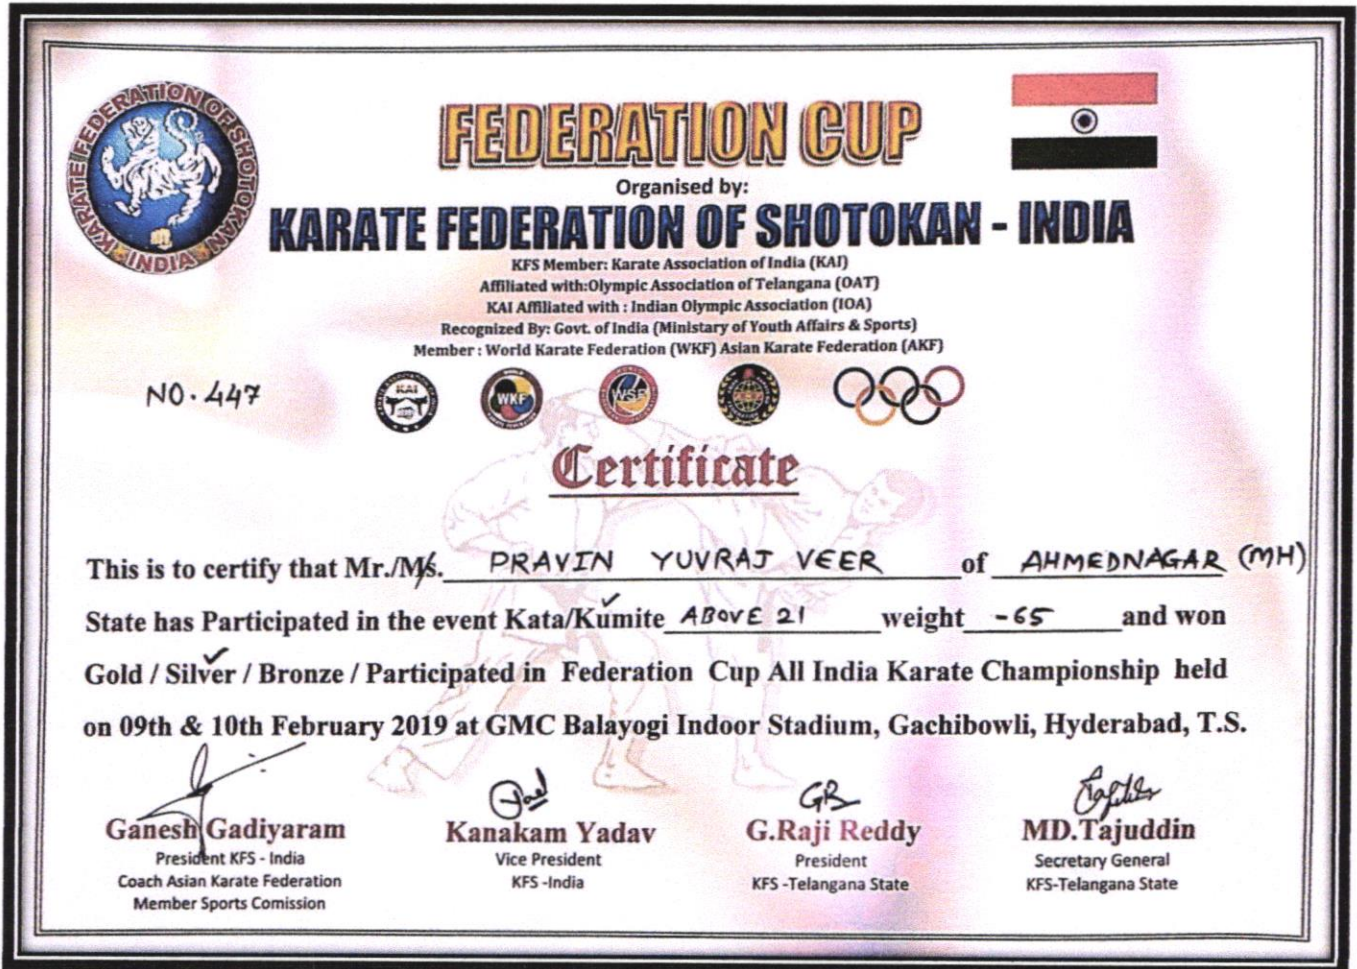 KARATE FEDERATION OF SHOTOKAN
INDIA
FEDERATION CUP
Organised by:
KARATE FEDERATION OF SHOTOKAN - INDIA
KFS Member: Karate Association of India (KAI)
Affiliated with:Olympic Association of Telangana (OAT)
KAI Affiliated with : Indian Olympic Association (IOA)
Recognized By: Govt. of India (Ministary of Youth Affairs & Sports)
Member : World Karate Federation (WKF) Asian Karate Federation (AKF)
NO. 447
KAI WKF WSF
Certificate
This is to certify that Mr./Ms. PRAVIN YUVRAJ VEER of AHMEDNAGAR (MH)
State has Participated in the event Kata/Kumite ABOVE 21 weight -65 and won
Gold / Silver / Bronze / Participated in Federation Cup All India Karate Championship held
on 09th & 10th February 2019 at GMC Balayogi Indoor Stadium, Gachibowli, Hyderabad, T.S.
Ganesh Gadiyaram Kanakam Yadav G.Raji Reddy MD.Tajuddin
President KFS - India Vice President President Secretary General
Coach Asian Karate Federation KFS -India KFS -Telangana State KFS-Telangana State
Member Sports Comission